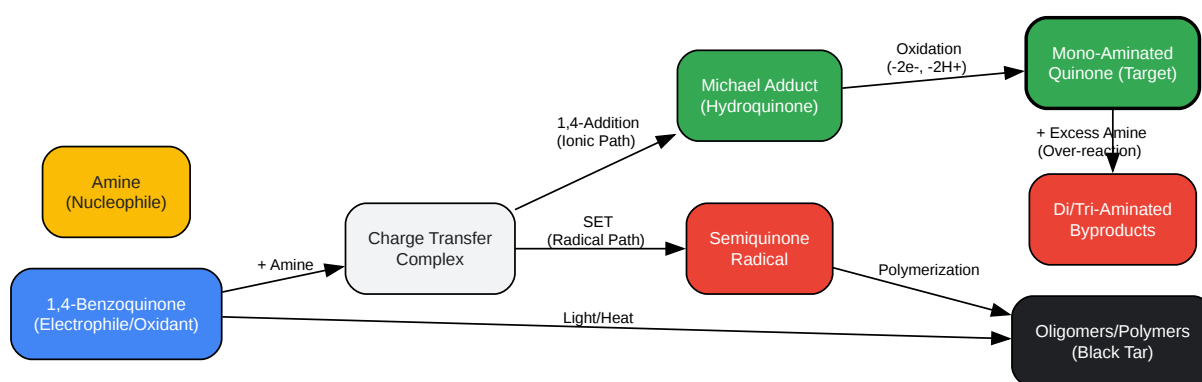 Amine
(Nucleophile)
1,4-Benzoquinone
(Electrophile/Oxidant)
+ Amine
Charge Transfer
Complex
1,4-Addition
(Ionic Path)
Michael Adduct
(Hydroquinone)
Oxidation
(-2e-, -2H+)
Mono-Aminated
Quinone (Target)
+ Excess Amine
(Over-reaction)
Di/Tri-Aminated
Byproducts
SET
(Radical Path)
Semiquinone
Radical
Polymerization
Light/Heat
Oligomers/Polymers
(Black Tar)